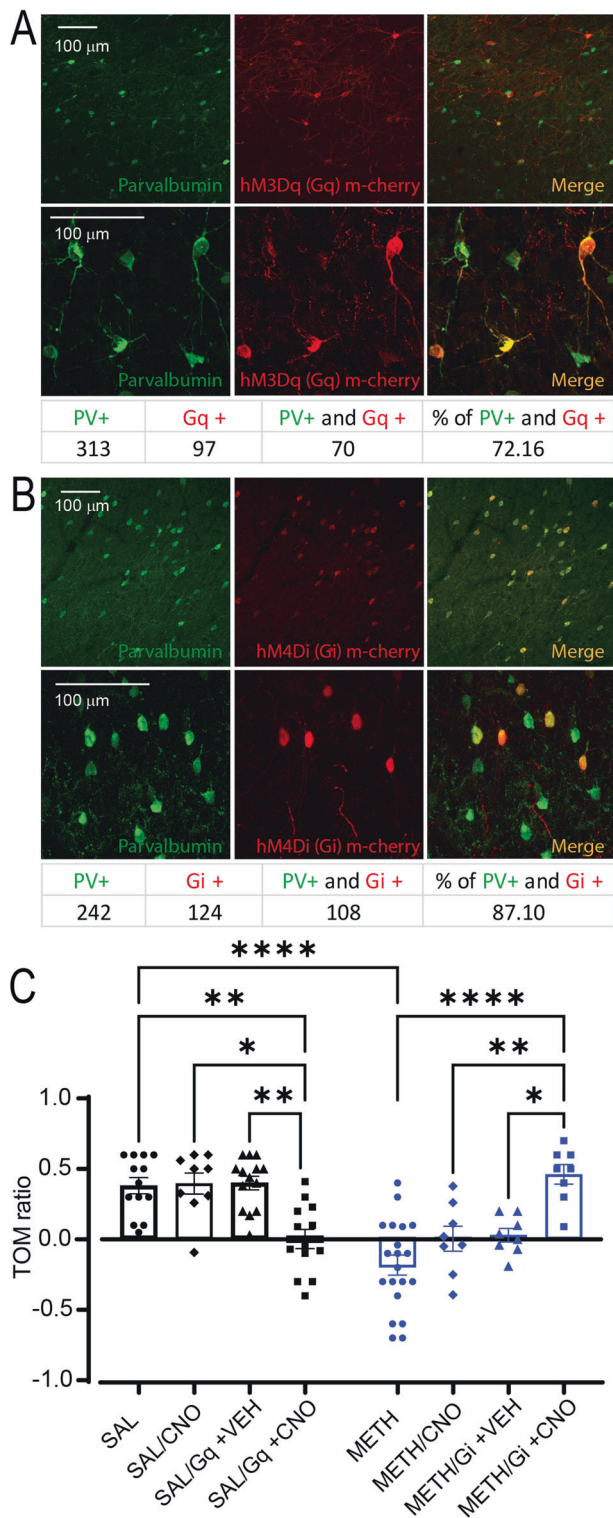 A
100 μm
Parvalbumin
hM3Dq (Gq) m-cherry
Merge
100 μm
Parvalbumin
hM3Dq (Gq) m-cherry
Merge
PV+ Gq + PV+ and Gq + % of PV+ and Gq +
313 97 70 72.16
B
100 μm
Parvalbumin
hM4Di (Gi) m-cherry
Merge
100 μm
Parvalbumin
hM4Di (Gi) m-cherry
Merge
PV+ Gi + PV+ and Gi + % of PV+ and Gi +
242 124 108 87.10
C
****
** ****
* **
** *
TOM ratio
1.0
0.5
0.0
-0.5
-1.0
SAL
SAL/CNO
SAL/Gq +VEH
SAL/Gq +CNO
METH
METH/CNO
METH/Gi +VEH
METH/Gi +CNO